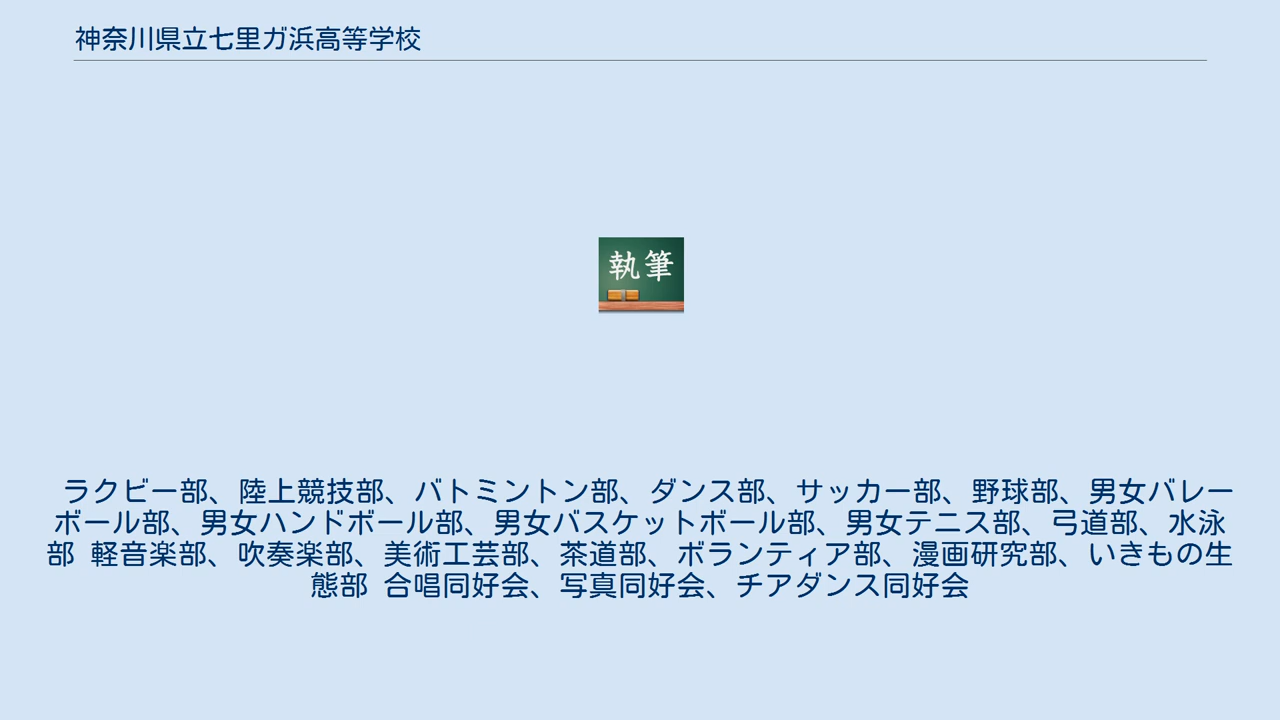 神奈川県立七里ガ浜高等学校
執筆
ラクビー部、陸上競技部、バトミントン部、ダンス部、サッカー部、野球部、男女バレー
ボール部、男女ハンドボール部、男女バスケットボール部、男女テニス部、弓道部、水泳
部 軽音楽部、吹奏楽部、美術工芸部、茶道部、ボランティア部、漫画研究部、いきもの生
態部 合唱同好会、写真同好会、チアダンス同好会